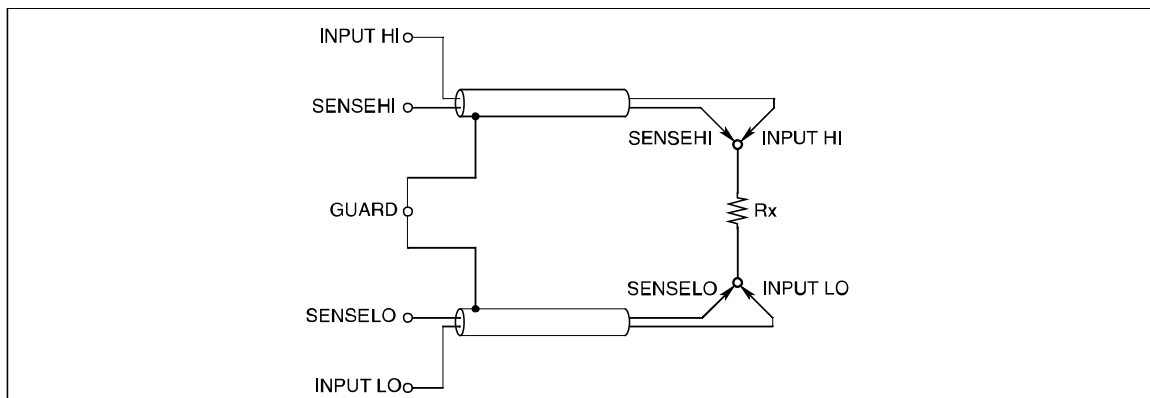 INPUT HI
SENSEHI
SENSEHI
INPUT HI
GUARD
Rx
SENSELO
INPUT LO
SENSELO
INPUT LO